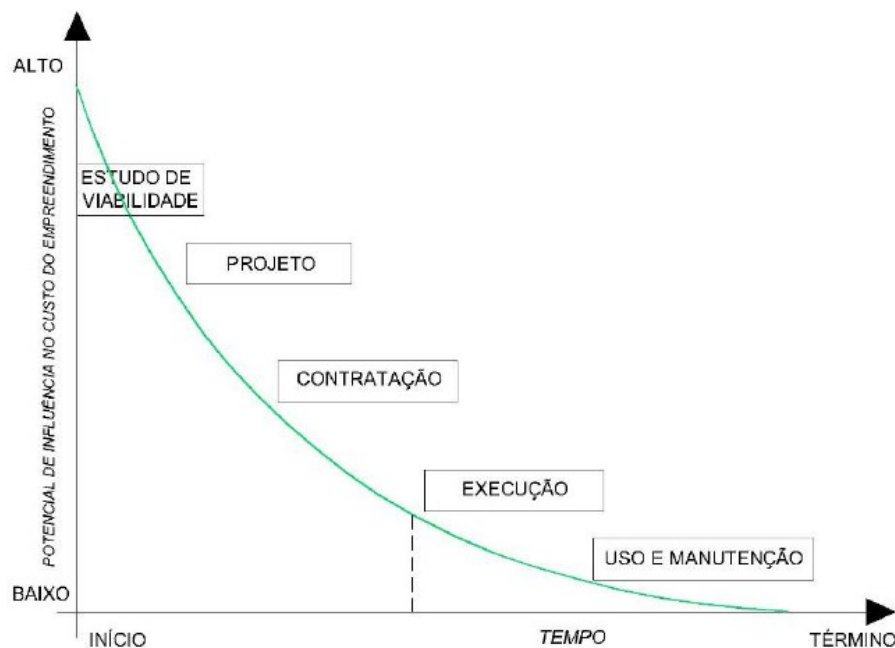 ALTO
POTENCIAL DE INFLUÊNCIA NO CUSTO DO EMPREENDIMENTO
ESTUDO DE
VIABILIDADE
PROJETO
CONTRATAÇÃO
EXECUÇÃO
USO E MANUTENÇÃO
BAIXO
INÍCIO
TEMPO
TÉRMINO